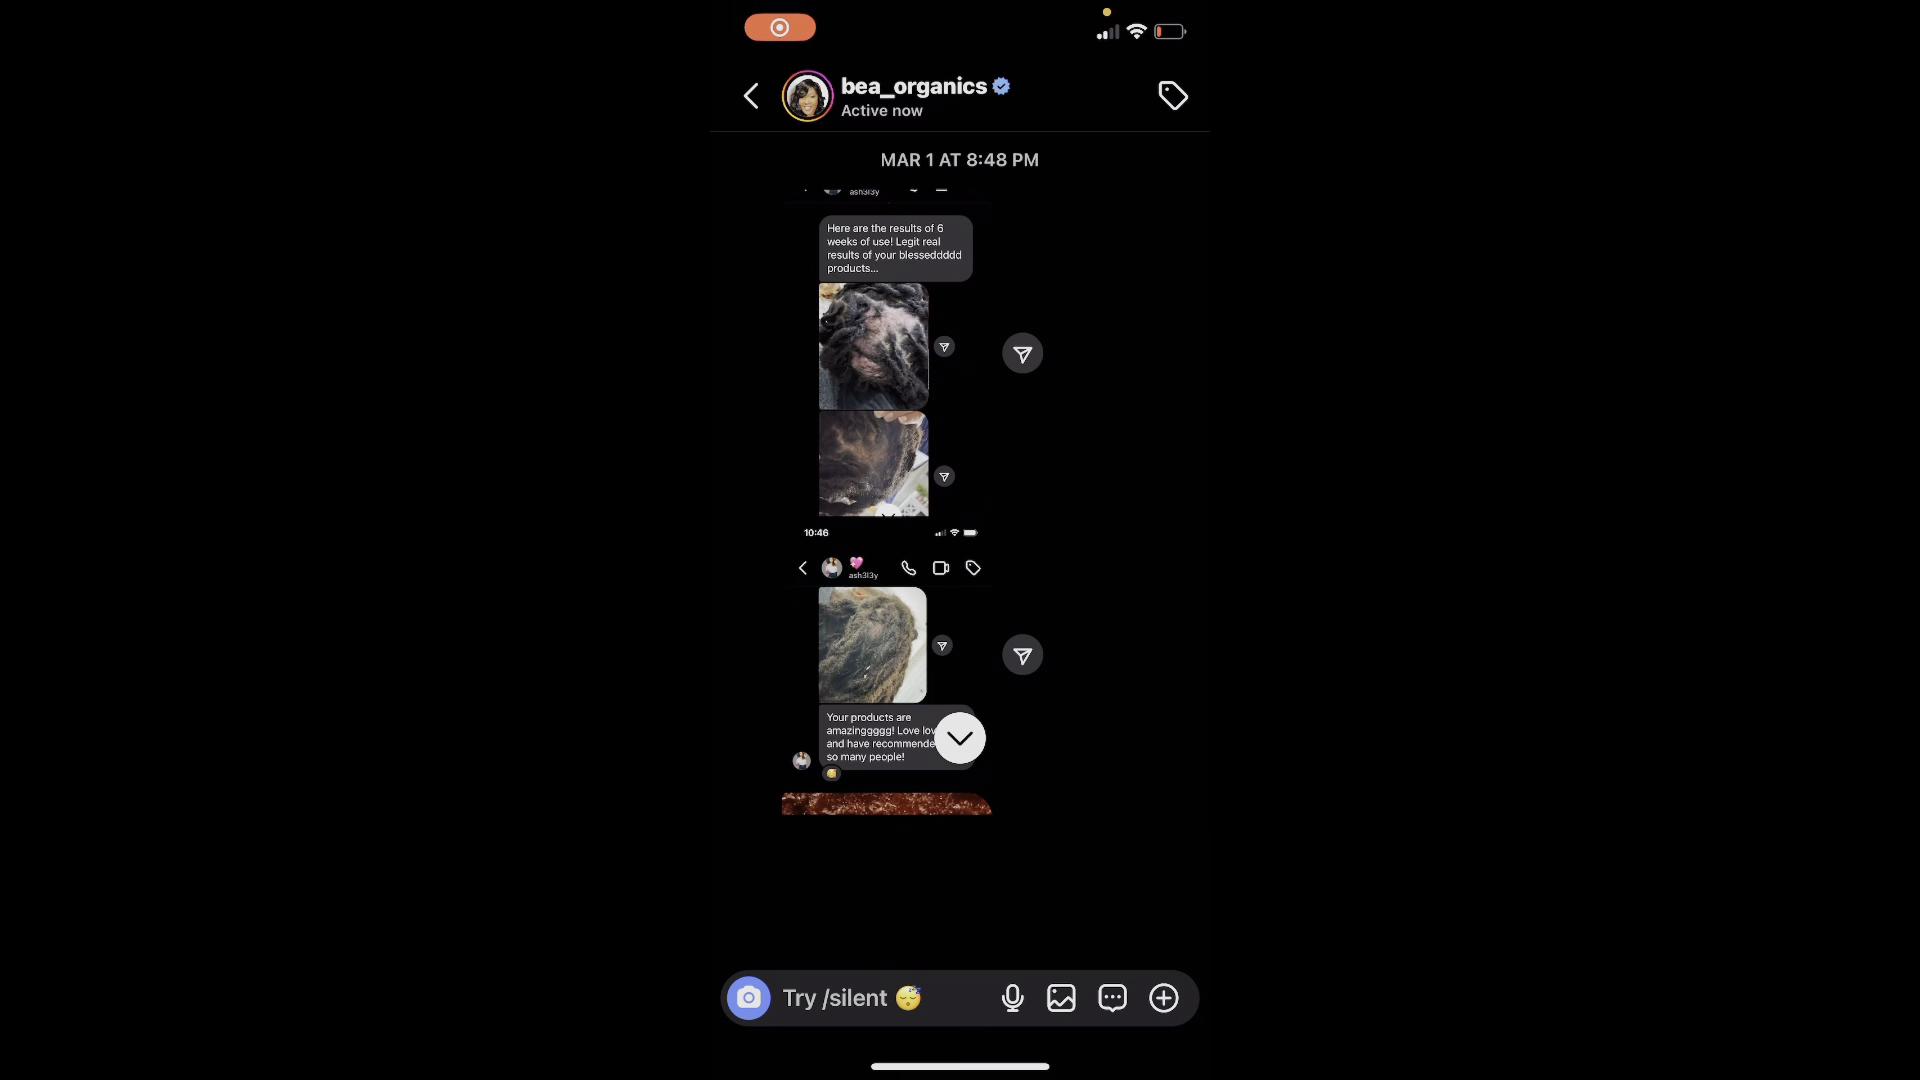 bea_organics
Active now
MAR 1 AT 8:48 PM
ash3l3y
Here are the results of 6
weeks of use! Legit real
results of your blesseddddd
products...
10:46
ash3l3y
Your products are
amazinggggg! Love lov
and have recommende
so many people!
Try /silent 😴